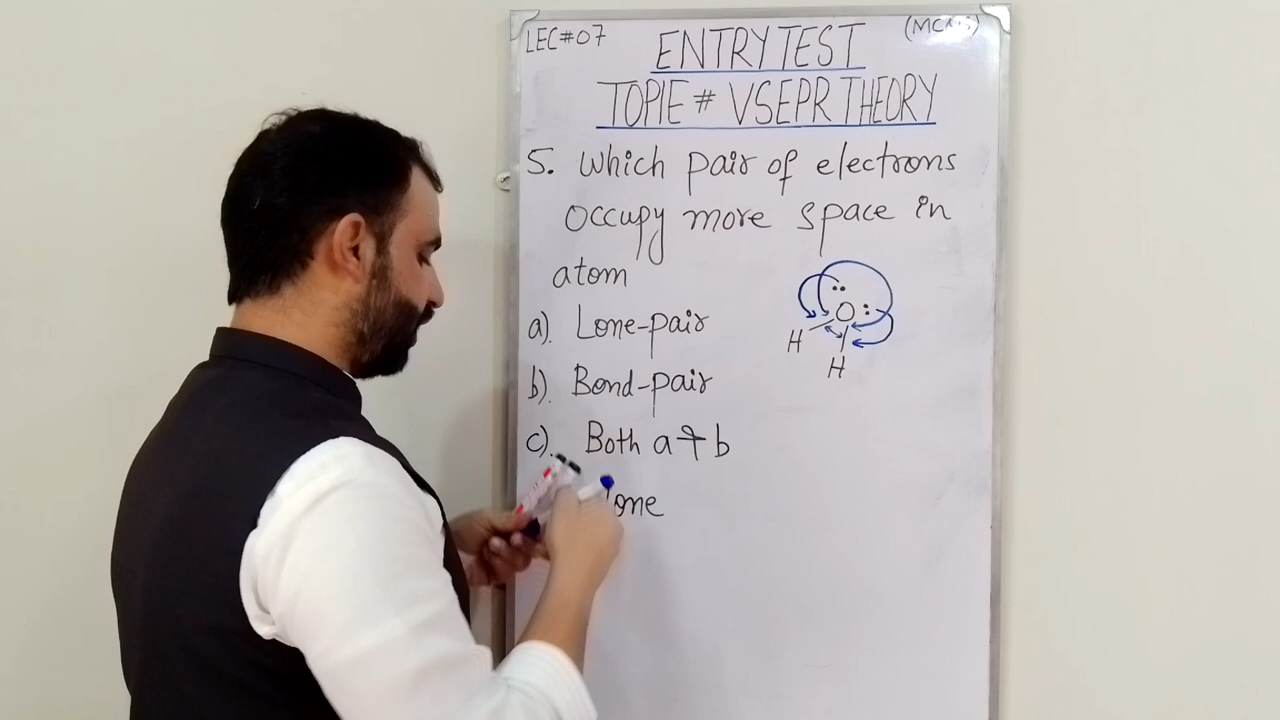 LEC#07
(MCQs)
ENTRY TEST
TOPIE # VSEPR THEORY
5. Which pair of electrons
occupy more space in
atom
a). Lone-pair
O
H
H
b). Bond-pair
c). Both a & b